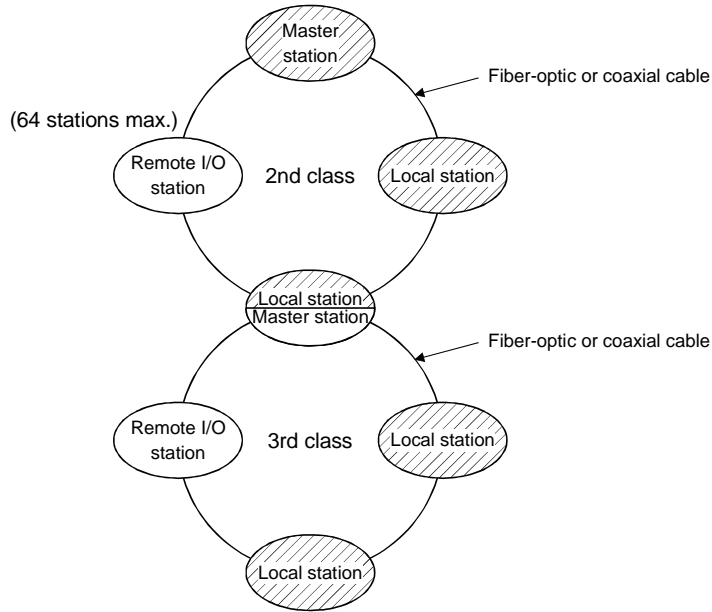 Master
station
Fiber-optic or coaxial cable
(64 stations max.)
Remote I/O
station
2nd class
Local station
Local station
Master station
Fiber-optic or coaxial cable
Remote I/O
station
3rd class
Local station
Local station